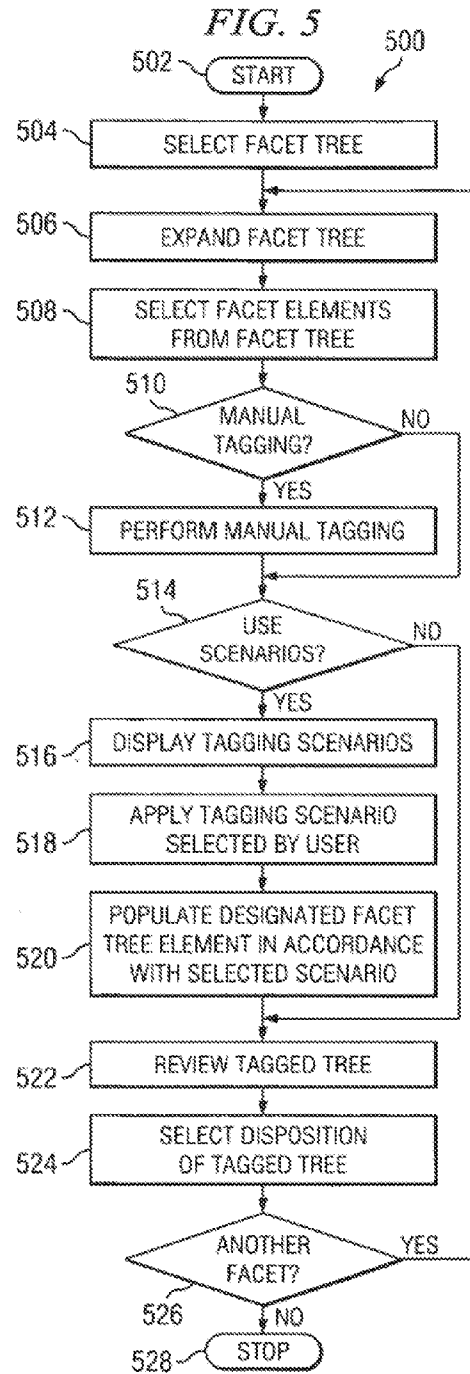 FIG. 5
500
502
START
504
SELECT FACET TREE
506
EXPAND FACET TREE
508
SELECT FACET ELEMENTS
FROM FACET TREE
510
MANUAL
TAGGING?
NO
YES
512
PERFORM MANUAL TAGGING
514
USE
SCENARIOS?
NO
YES
516
DISPLAY TAGGING SCENARIOS
518
APPLY TAGGING SCENARIO
SELECTED BY USER
520
POPULATE DESIGNATED FACET
TREE ELEMENT IN ACCORDANCE
WITH SELECTED SCENARIO
522
REVIEW TAGGED TREE
524
SELECT DISPOSITION
OF TAGGED TREE
ANOTHER
FACET?
YES
526
NO
528
STOP